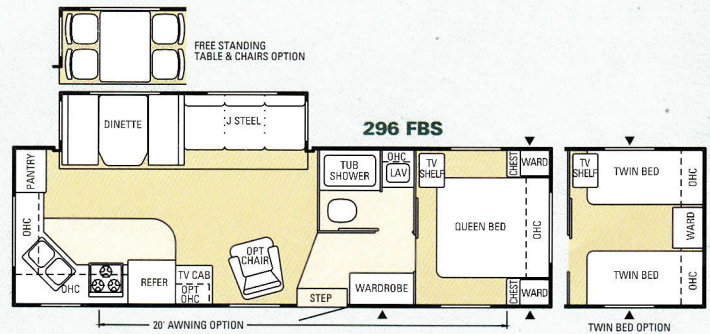 FREE STANDING
TABLE & CHAIRS OPTION
DINETTE
J STEEL
296 FBS
PANTRY
OHC
OHC
REFER
TV CAB
OPT
OHC
OPT
CHAIR
TUB
SHOWER
OHC
LAV
STEP
WARDROBE
TV
SHELF
QUEEN BED
CHEST
WARD
OHC
CHEST
WARD
TV
SHELF
TWIN BED
OHC
WARD
TWIN BED
OHC
20' AWNING OPTION
TWIN BED OPTION